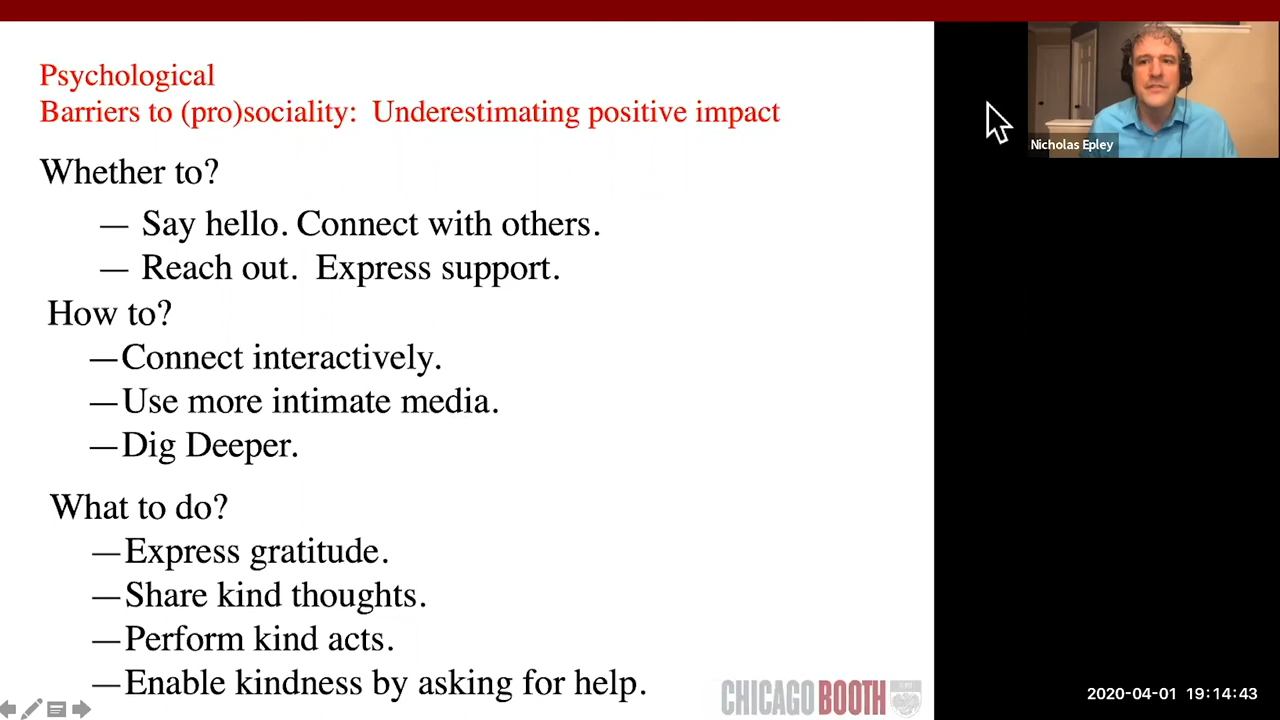 Psychological
Barriers to (pro)sociality: Underestimating positive impact
Whether to?
— Say hello. Connect with others.
— Reach out. Express support.
How to?
—Connect interactively.
—Use more intimate media.
—Dig Deeper.
What to do?
—Express gratitude.
—Share kind thoughts.
—Perform kind acts.
—Enable kindness by asking for help.
CHICAGO BOOTH
Nicholas Epley
2020-04-01 19:14:43